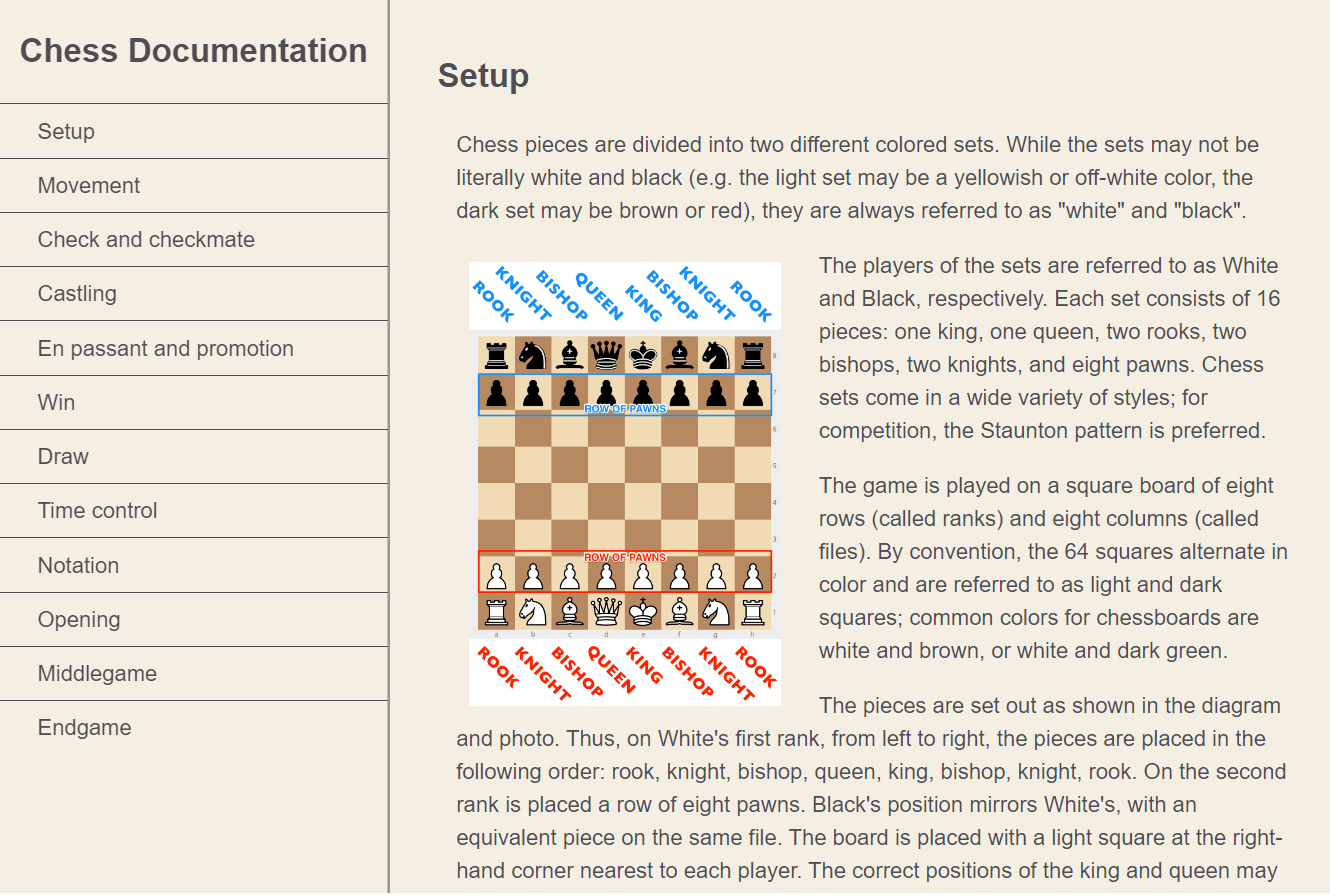 Chess Documentation
Setup
Movement
Check and checkmate
Castling
En passant and promotion
Win
Draw
Time control
Notation
Opening
Middlegame
Endgame
Setup
Chess pieces are divided into two different colored sets. While the sets may not be
literally white and black (e.g. the light set may be a yellowish or off-white color, the
dark set may be brown or red), they are always referred to as "white" and "black".
ROOK KNIGHT BISHOP QUEEN KING BISHOP KNIGHT ROOK
8
7
ROW OF PAWNS
6
5
4
3
ROW OF PAWNS
2
1
a b c d e f g h
ROOK KNIGHT BISHOP QUEEN KING BISHOP KNIGHT ROOK
The players of the sets are referred to as White
and Black, respectively. Each set consists of 16
pieces: one king, one queen, two rooks, two
bishops, two knights, and eight pawns. Chess
sets come in a wide variety of styles; for
competition, the Staunton pattern is preferred.
The game is played on a square board of eight
rows (called ranks) and eight columns (called
files). By convention, the 64 squares alternate in
color and are referred to as light and dark
squares; common colors for chessboards are
white and brown, or white and dark green.
The pieces are set out as shown in the diagram
and photo. Thus, on White's first rank, from left to right, the pieces are placed in the
following order: rook, knight, bishop, queen, king, bishop, knight, rook. On the second
rank is placed a row of eight pawns. Black's position mirrors White's, with an
equivalent piece on the same file. The board is placed with a light square at the right-
hand corner nearest to each player. The correct positions of the king and queen may